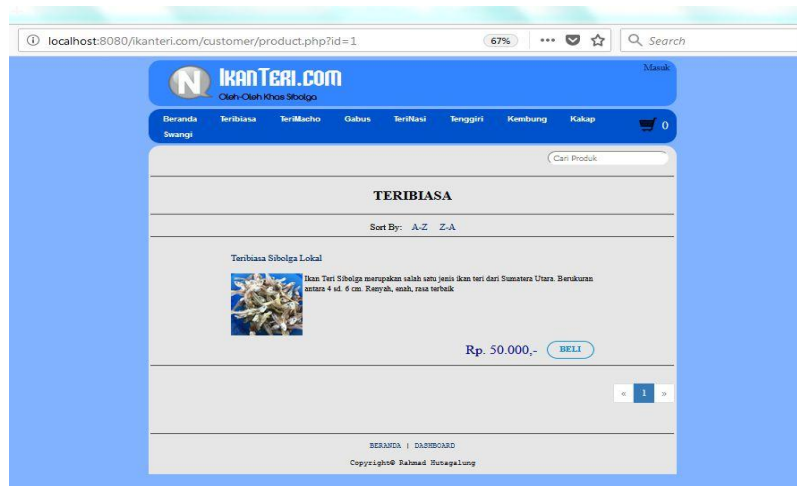 localhost:8080/ikanteri.com/customer/product.php?id=1
67%
Search
Masuk
N IKANTERI.COM
Oleh-Oleh Khas Sibolga
Beranda Teribiasa TeriMacho Gabus TeriNasi Tenggiri Kembung Kakap
Swangi
0
Cari Produk
TERIBIASA
Sort By: A-Z Z-A
Teribiasa Sibolga Lokal
Ikan Teri Sibolga merupakan salah satu jenis ikan teri dari Sumatera Utara. Berukuran
antara 4 sd. 6 cm. Renyah, enah, rasa terbaik
Rp. 50.000,- BELI
« 1 »
BERANDA | DASHBOARD
Copyright© Rahmad Hutagalung